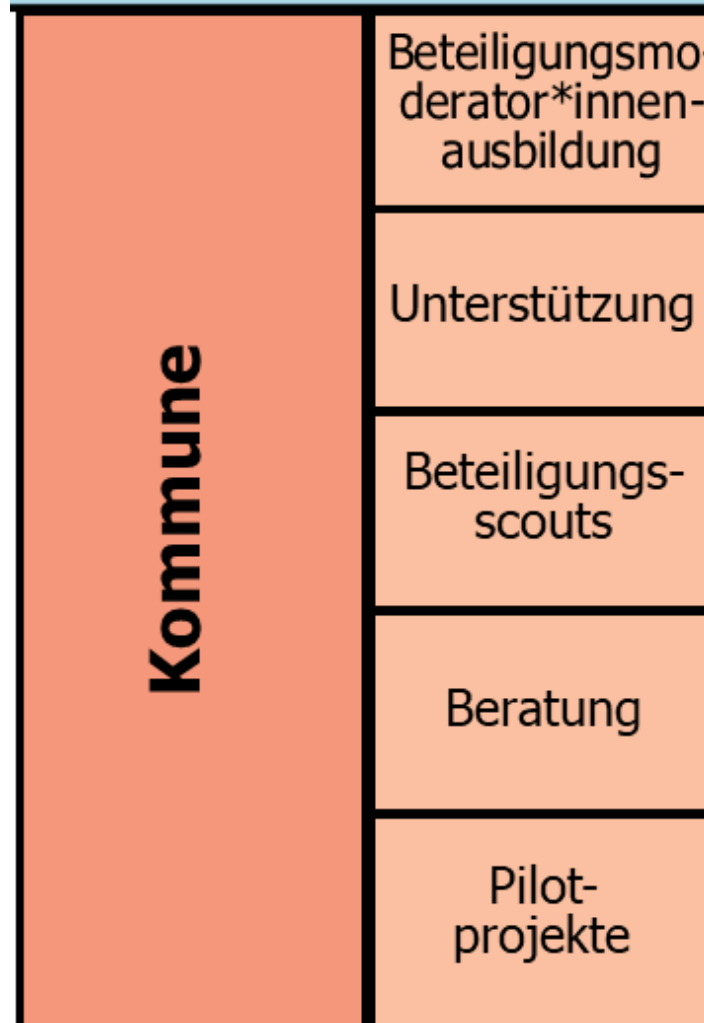 Kommune
Beteiligungsmo-
derator*innen-
ausbildung
Unterstützung
Beteiligungs-
scouts
Beratung
Pilot-
projekte